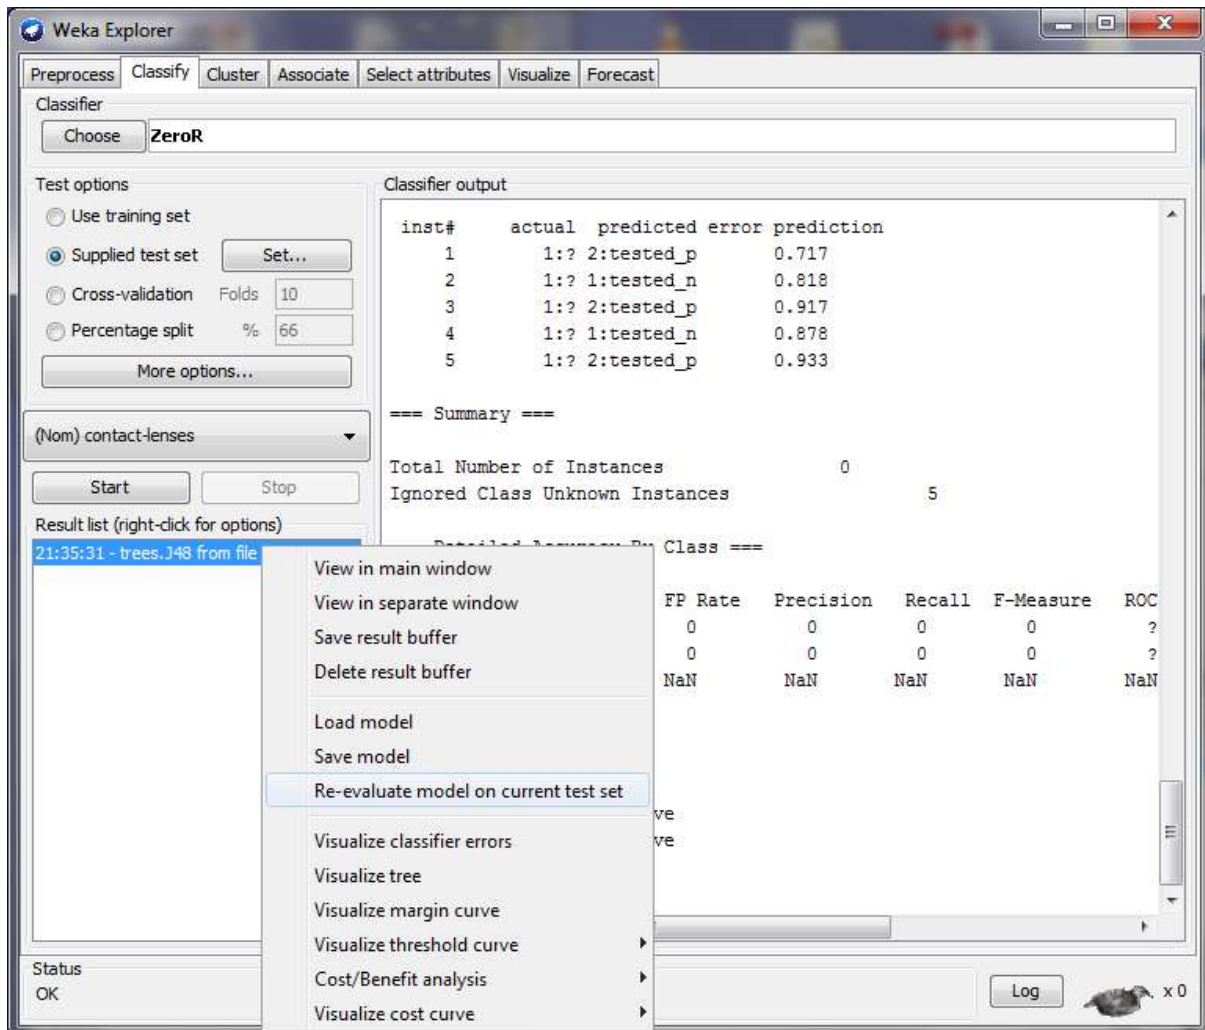 Weka Explorer
Preprocess Classify Cluster Associate Select attributes Visualize Forecast
Classifier
Choose ZeroR
Test options
Use training set
Supplied test set Set...
Cross-validation Folds 10
Percentage split % 66
More options...
(Nom) contact-lenses
Start Stop
Result list (right-click for options)
21:35:31 - trees.J48 from file
Classifier output
inst# actual predicted error prediction
1 1:? 2:tested_p 0.717
2 1:? 1:tested_n 0.818
3 1:? 2:tested_p 0.917
4 1:? 1:tested_n 0.878
5 1:? 2:tested_p 0.933
=== Summary ===
Total Number of Instances 0
Ignored Class Unknown Instances 5
Detailed Accuracy By Class ===
FP Rate Precision Recall F-Measure ROC
0 0 0 0 ?
0 0 0 0 ?
NaN NaN NaN NaN NaN
ve
ve
View in main window
View in separate window
Save result buffer
Delete result buffer
Load model
Save model
Re-evaluate model on current test set
Visualize classifier errors
Visualize tree
Visualize margin curve
Visualize threshold curve
Cost/Benefit analysis
Visualize cost curve
Status
OK
Log
x 0